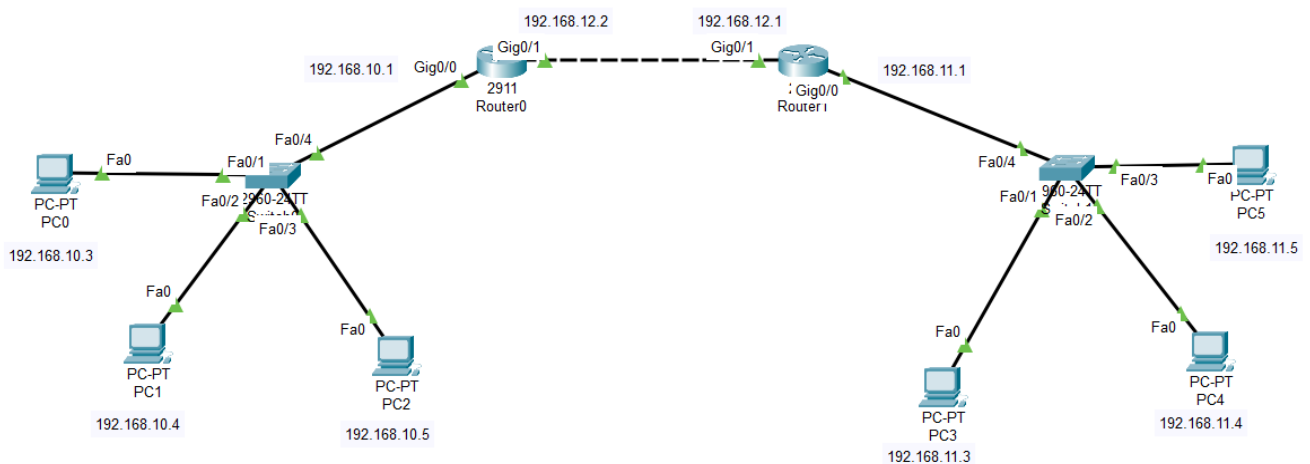 192.168.12.2
192.168.12.1
Gig0/1
Gig0/1
192.168.10.1
Gig0/0
192.168.11.1
2911
Router0
Gig0/0
Fa0/4
Fa0
Fa0/1
Fa0/2
Fa0/3
PC-PT
PC0
192.168.10.3
Fa0/4
Fa0/1
Fa0/2
Fa0/3
Fa0
PC-PT
PC5
192.168.11.5
Fa0
PC-PT
PC1
192.168.10.4
Fa0
PC-PT
PC2
192.168.10.5
Fa0
PC-PT
PC3
192.168.11.3
Fa0
PC-PT
PC4
192.168.11.4